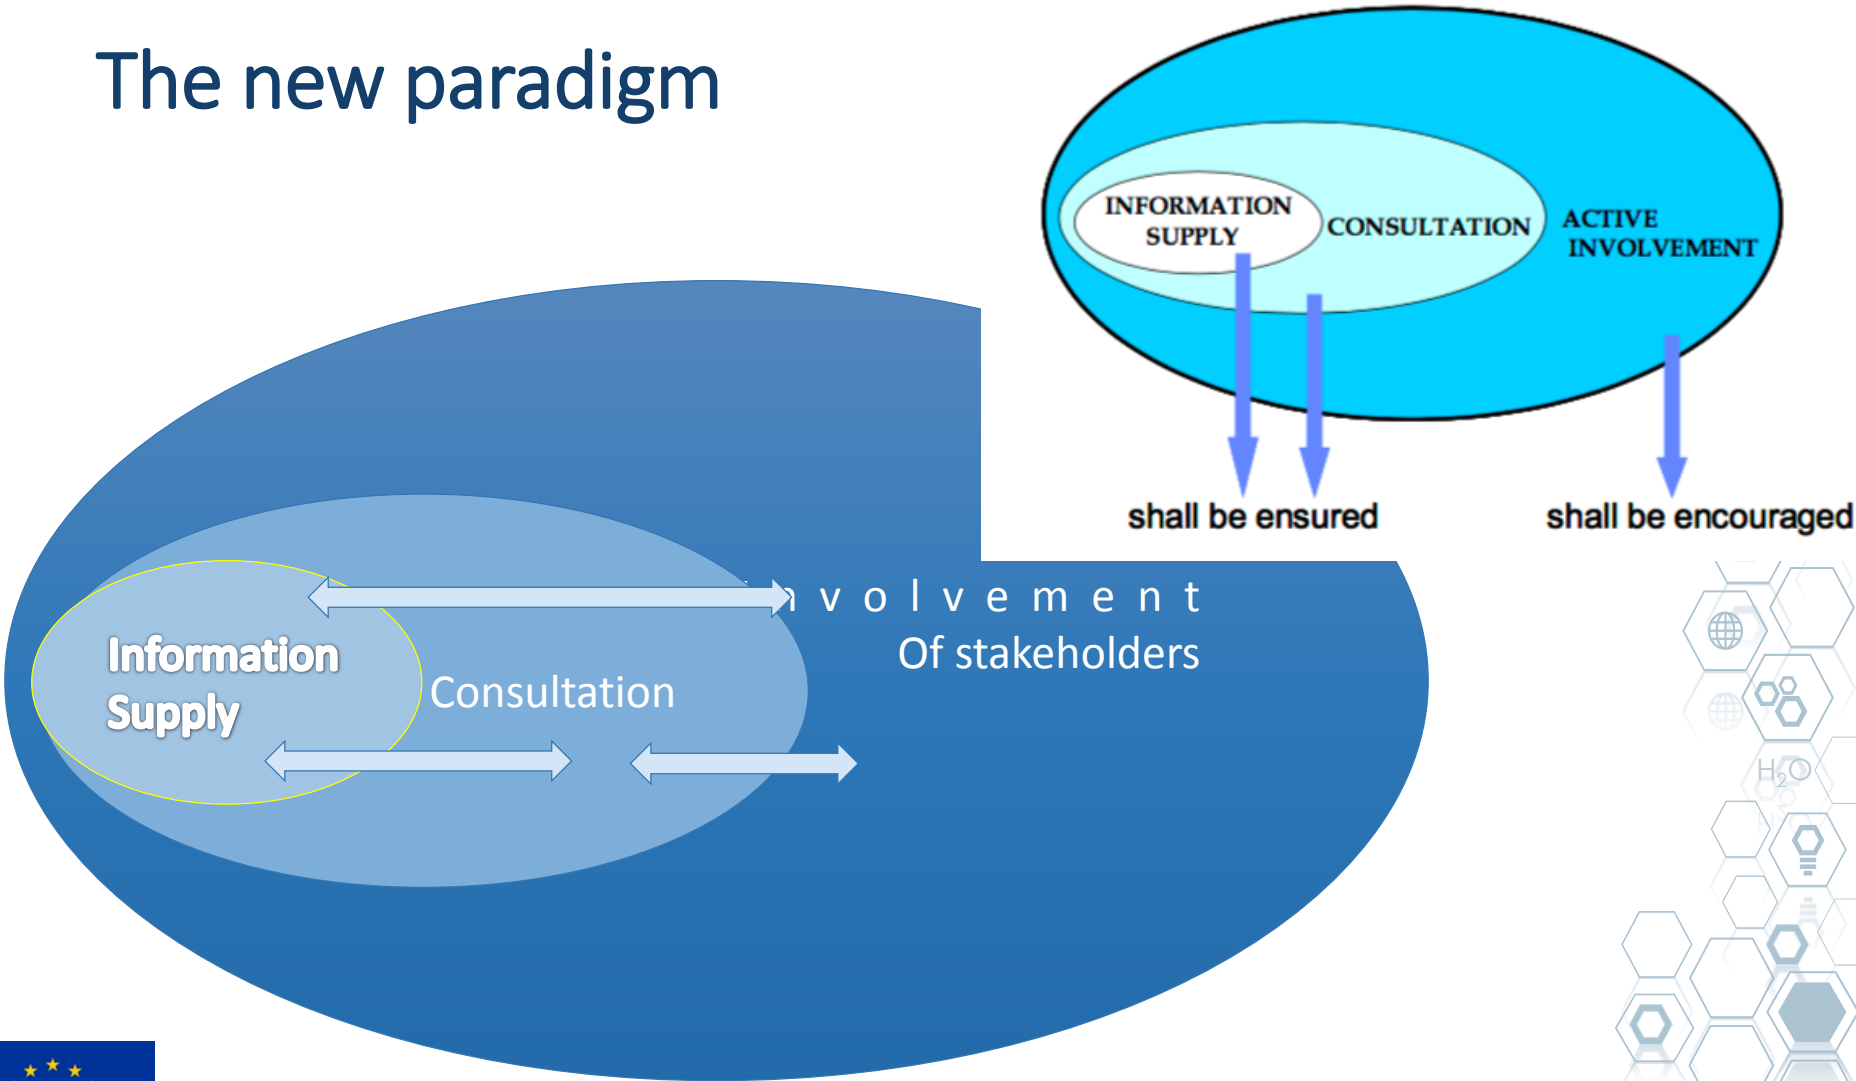 The new paradigm
INFORMATION
SUPPLY
CONSULTATION
ACTIVE
INVOLVEMENT
shall be ensured
shall be encouraged
nvolvement
Of stakeholders
Information
Supply
Consultation
H₂O